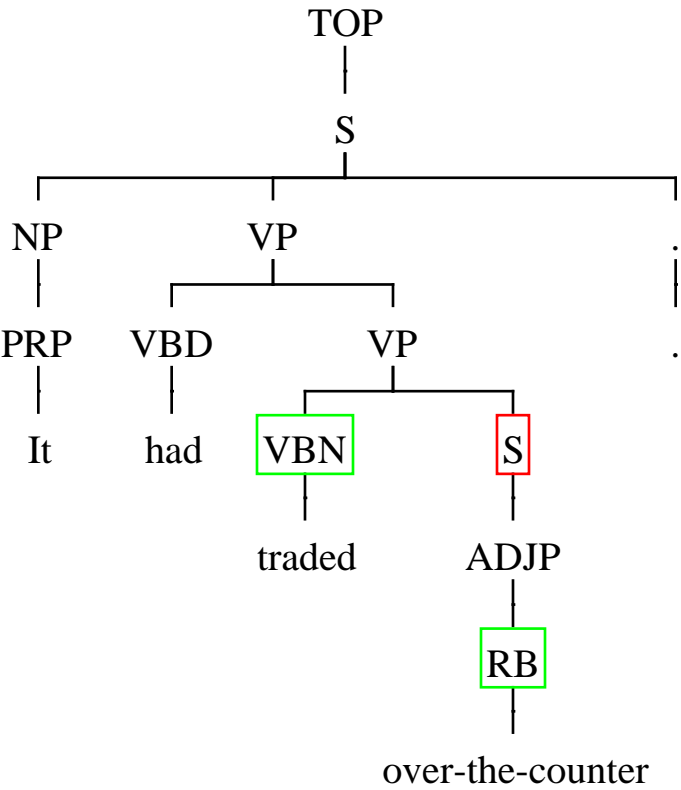 TOP
S
NP VP .
PRP VBD VP .
It had VBN S
traded ADJP
RB
over-the-counter